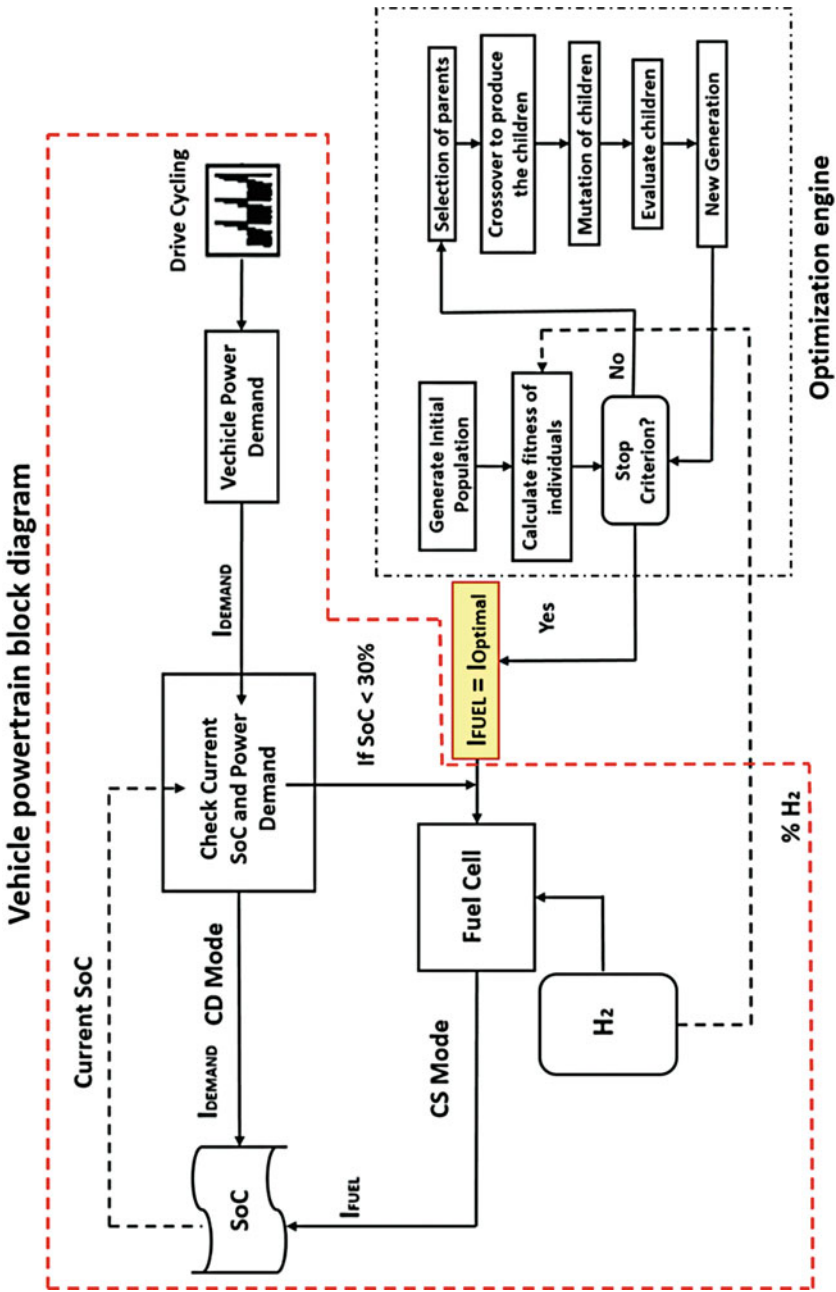 Vehicle powertrain block diagram
Current SoC
Drive Cycling
SoC
IDEMAND
CD Mode
Check Current
SoC and Power
Demand
IDEMAND
Vechicle Power
Demand
IFUEL
CS Mode
If SoC < 30%
Fuel Cell
IFUEL = IOptimal
H2
% H2
Yes
Generate Initial
Population
Calculate fitness of
individuals
Stop
Criterion?
No
Selection of parents
Crossover to produce
the children
Mutation of children
Evaluate children
New Generation
Optimization engine